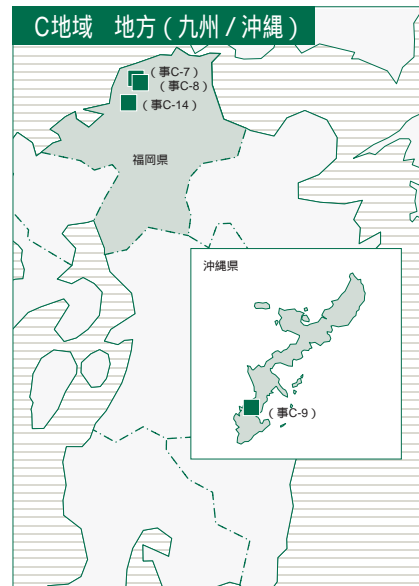 C地域　地方（九州 / 沖縄）
（事C-7）
（事C-8）
（事C-14）
福岡県
沖縄県
（事C-9）